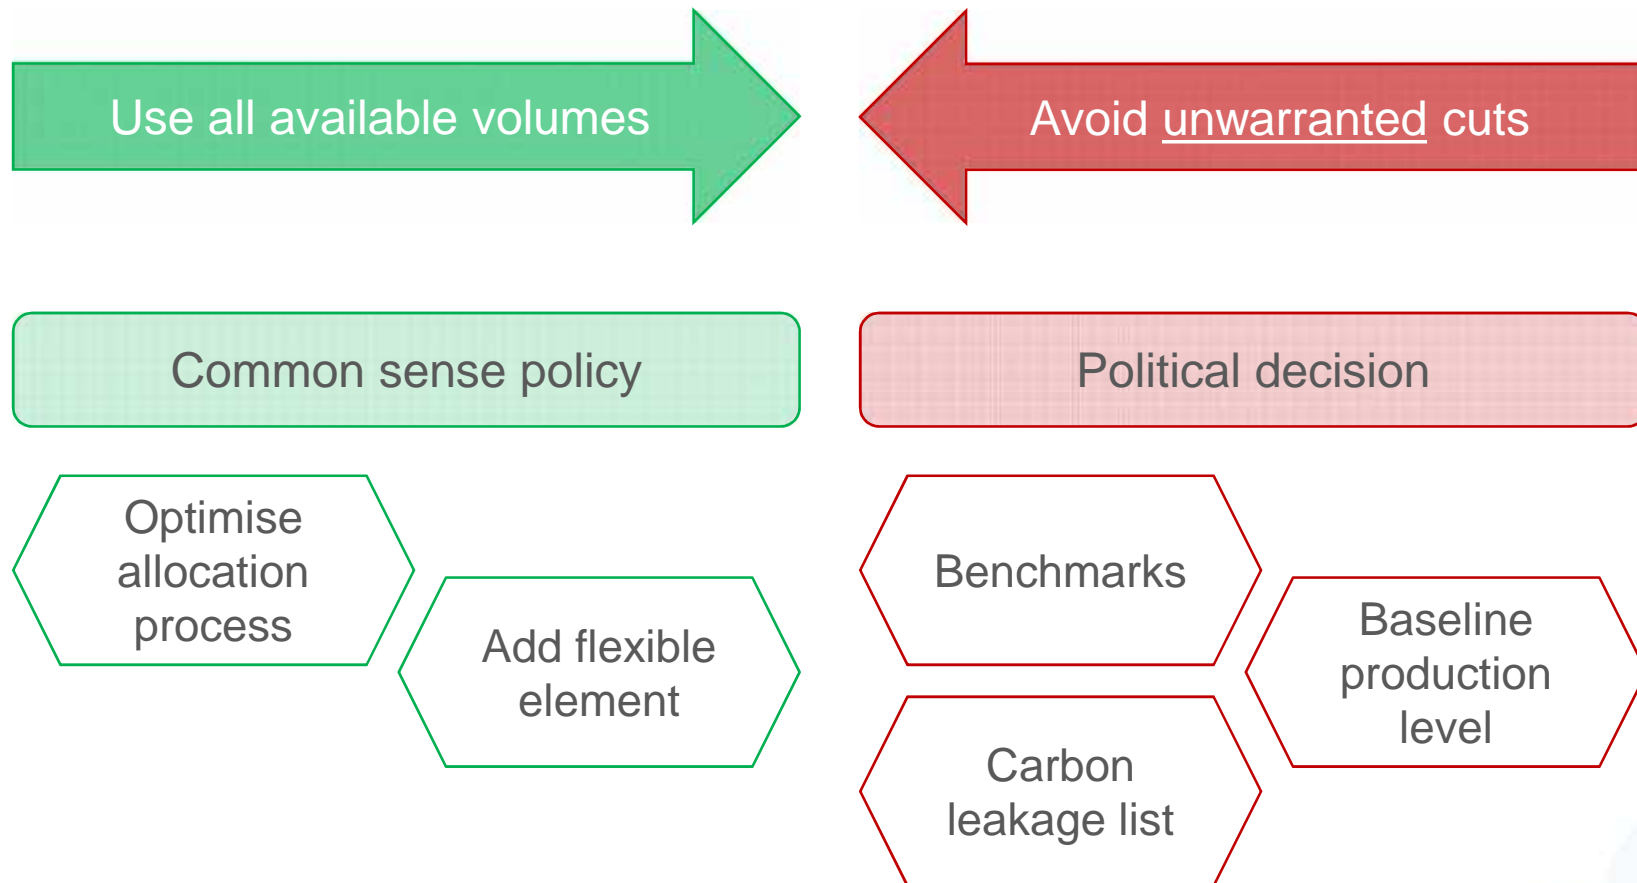 Use all available volumes
Avoid unwarranted cuts
Common sense policy
Political decision
Optimise
allocation
process
Add flexible
element
Benchmarks
Baseline
production
level
Carbon
leakage list